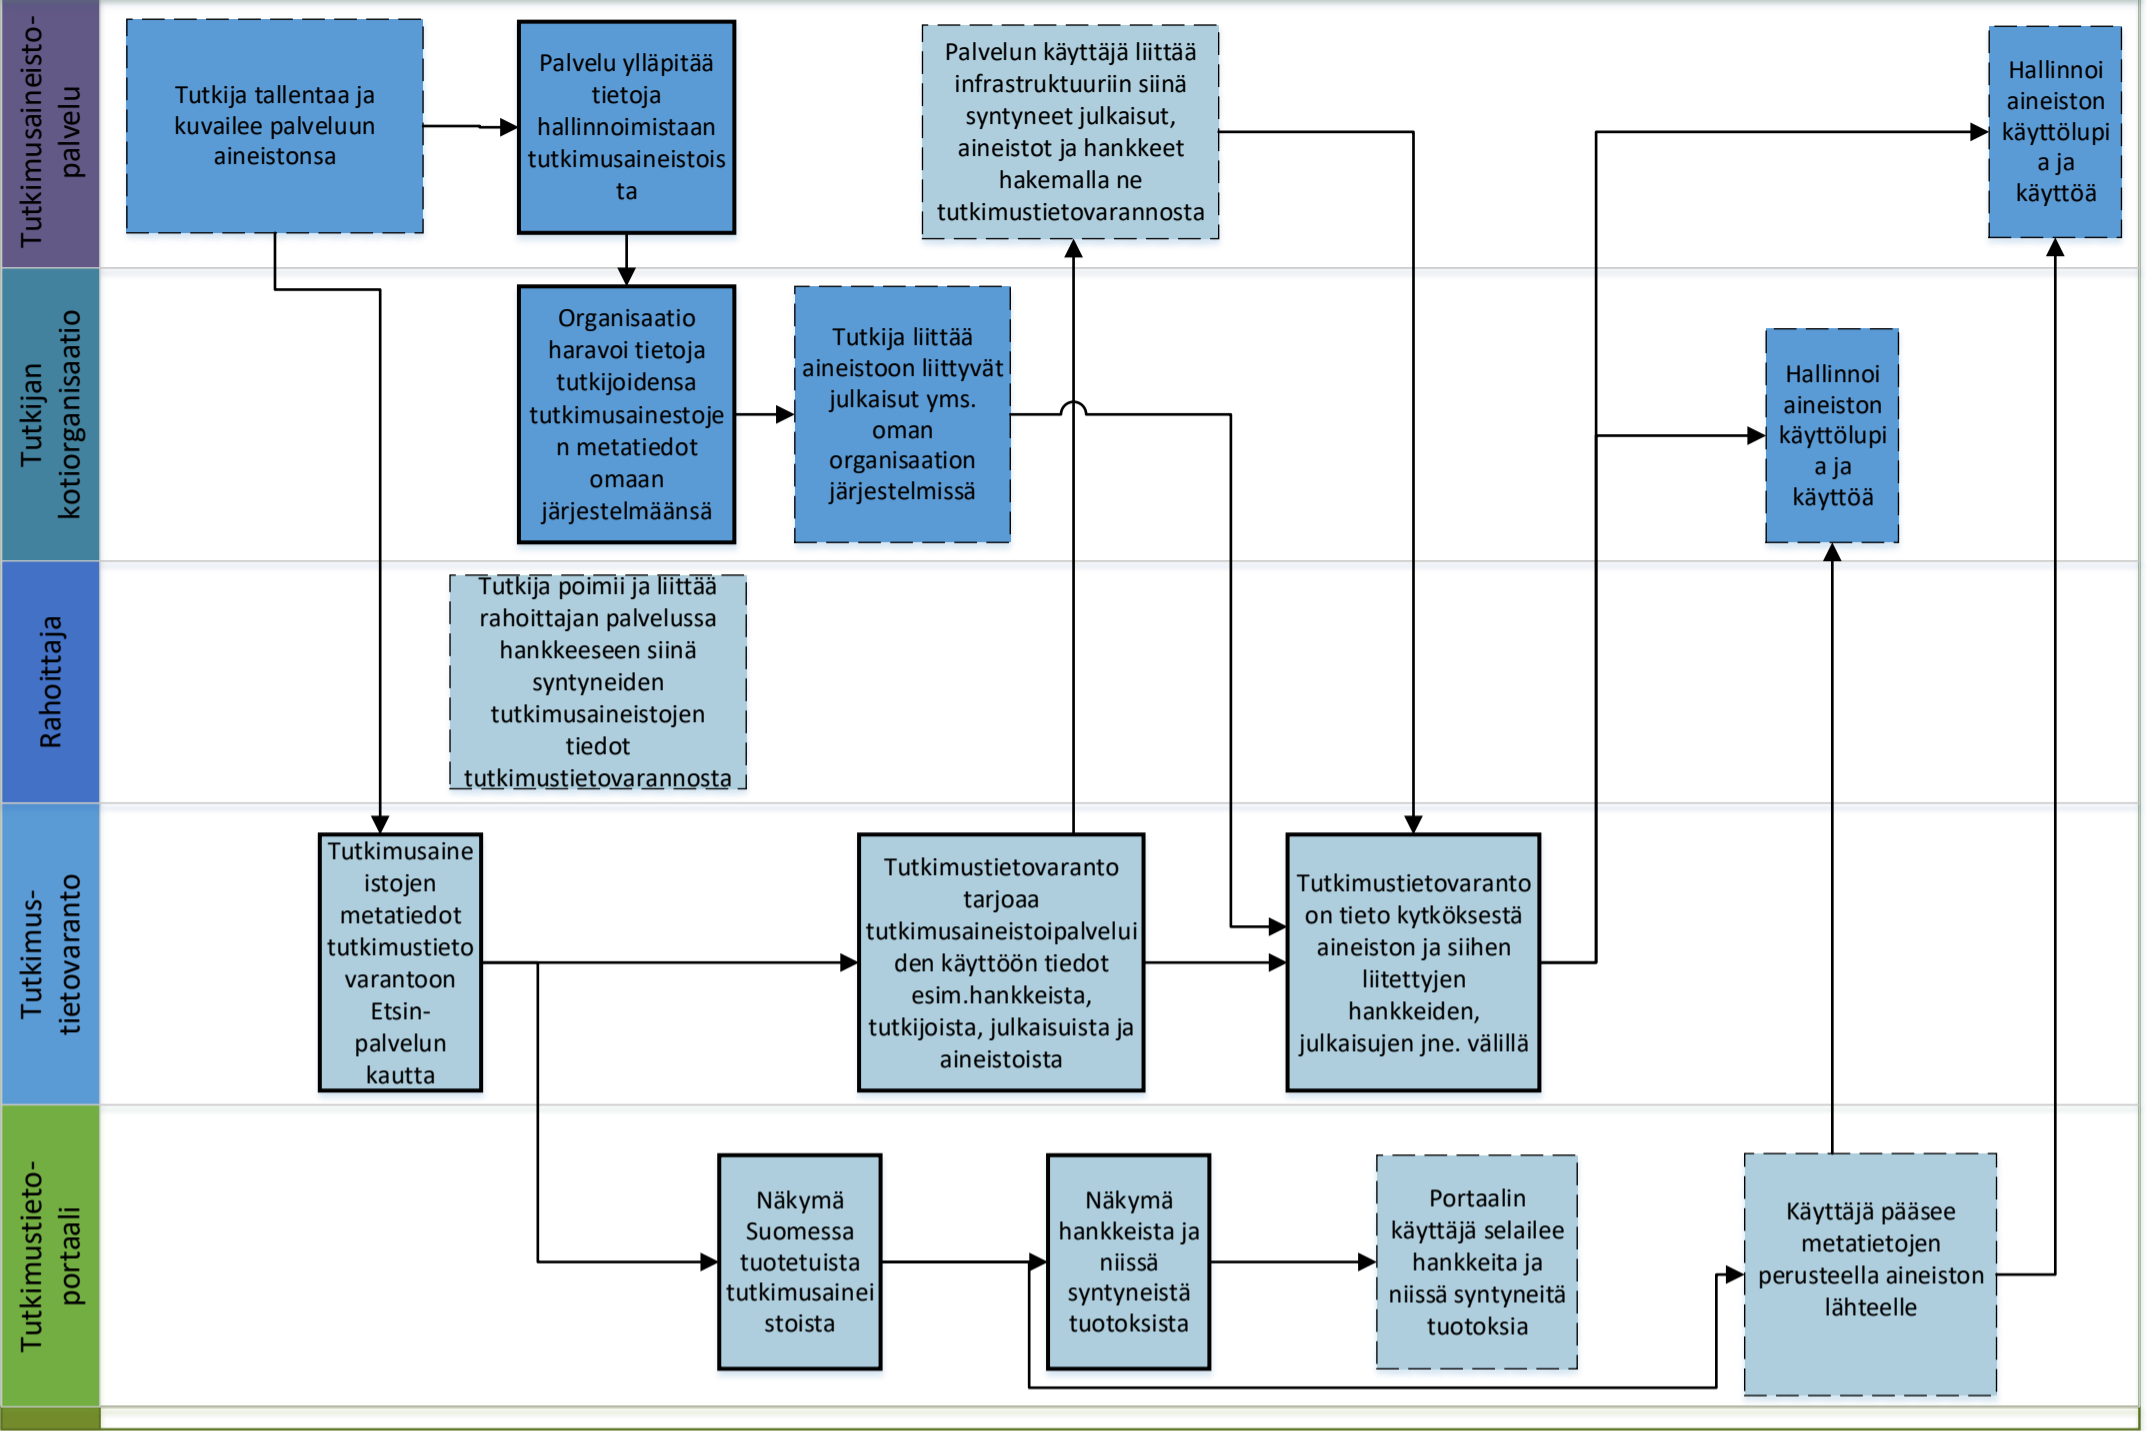 Tutkimusaineisto-
palvelu
Tutkija tallentaa ja
kuvailee palveluun
aineistonsa
Palvelu ylläpitää
tietoja
hallinnoimistaan
tutkimusaineistois
ta
Palvelun käyttäjä liittää
infrastruktuuriin siinä
syntyneet julkaisut,
aineistot ja hankkeet
hakemalla ne
tutkimustietovarannosta
Hallinnoi
aineiston
käyttölupi
a ja
käyttöä
Tutkijan
kotiorganisaatio
Organisaatio
haravoi tietoja
tutkijoidensa
tutkimusainestoje
n metatiedot
omaan
järjestelmäänsä
Tutkija liittää
aineistoon liittyvät
julkaisut yms.
oman
organisaation
järjestelmissä
Hallinnoi
aineiston
käyttölupi
a ja
käyttöä
Rahoittaja
Tutkija poimii ja liittää
rahoittajan palvelussa
hankkeeseen siinä
syntyneiden
tutkimusaineistojen
tiedot
tutkimustietovarannosta
Tutkimus-
tietovaranto
Tutkimusaine
istojen
metatiedot
tutkimustieto
varantoon
Etsin-
palvelun
kautta
Tutkimustietovaranto
tarjoaa
tutkimusaineistoipalvelui
den käyttöön tiedot
esim.hankkeista,
tutkijoista, julkaisuista ja
aineistoista
Tutkimustietovaranto
on tieto kytköksestä
aineiston ja siihen
liitettyjen
hankkeiden,
julkaisujen jne. välillä
Tutkimustieto-
portaali
Näkymä
Suomessa
tuotetuista
tutkimusainei
stoista
Näkymä
hankkeista ja
niissä
syntyneistä
tuotoksista
Portaalin
käyttäjä selailee
hankkeita ja
niissä syntyneitä
tuotoksia
Käyttäjä pääsee
metatietojen
perusteella aineiston
lähteelle